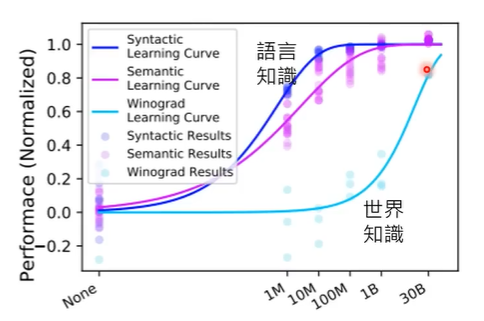 Syntactic
Learning Curve
Semantic
Learning Curve
Winograd
Learning Curve
Syntactic Results
Semantic Results
Winograd Results
語言
知識
世界
知識
Performace (Normalized)
1.0
0.8
0.6
0.4
0.2
0.0
−0.2
None
1M
10M
100M
1B
30B